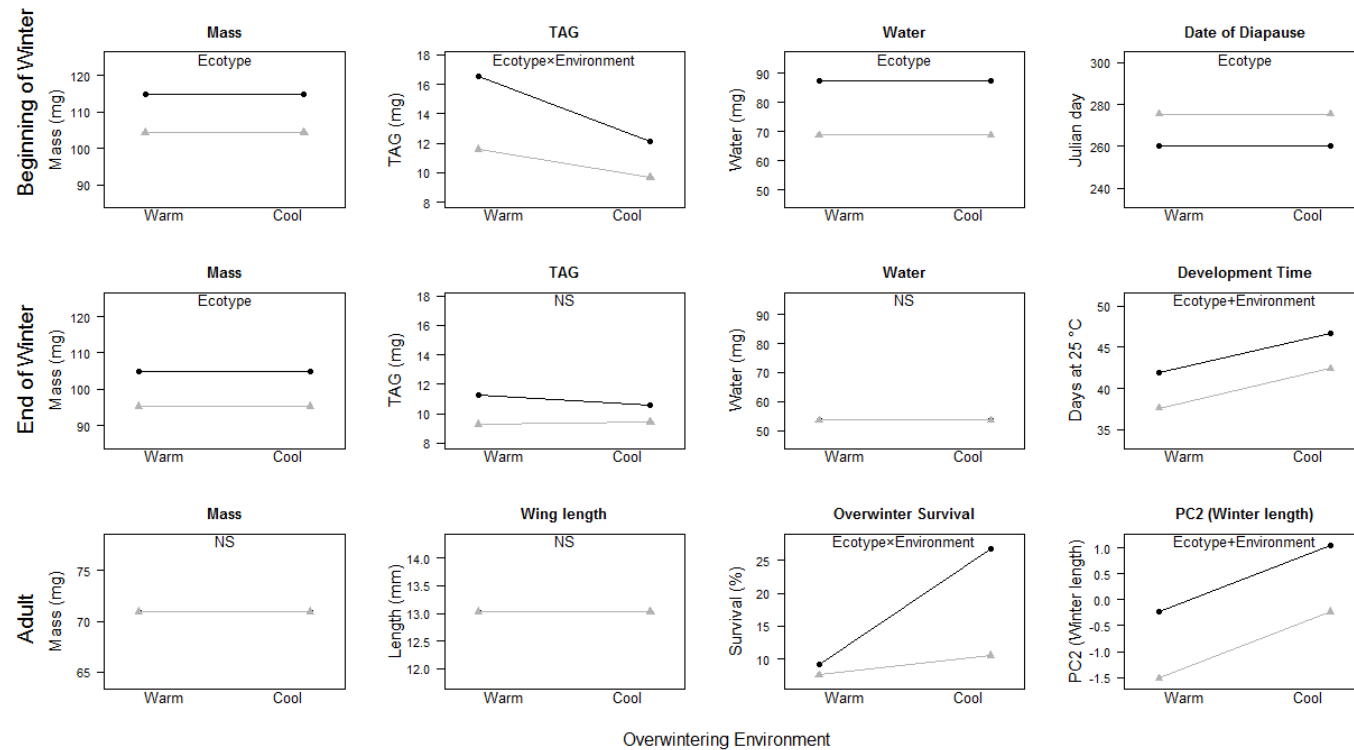 Beginning of Winter
Mass
Ecotype
Mass (mg)
120
110
100
90
Warm Cool
TAG
Ecotype×Environment
TAG (mg)
18
16
14
12
10
8
Warm Cool
Water
Ecotype
Water (mg)
90
80
70
60
50
Warm Cool
Date of Diapause
Ecotype
Julian day
300
280
260
240
Warm Cool
End of Winter
Mass
Ecotype
Mass (mg)
120
110
100
90
Warm Cool
TAG
NS
TAG (mg)
18
16
14
12
10
8
Warm Cool
Water
NS
Water (mg)
90
80
70
60
50
Warm Cool
Development Time
Ecotype+Environment
Days at 25 °C
50
45
40
35
Warm Cool
Adult
Mass
NS
Mass (mg)
75
70
65
Warm Cool
Wing length
NS
Length (mm)
14.0
13.5
13.0
12.5
12.0
Warm Cool
Overwinter Survival
Ecotype×Environment
Survival (%)
25
20
15
10
Warm Cool
PC2 (Winter length)
Ecotype+Environment
PC2 (Winter length)
1.0
0.5
0.0
-0.5
-1.0
-1.5
Warm Cool
Overwintering Environment